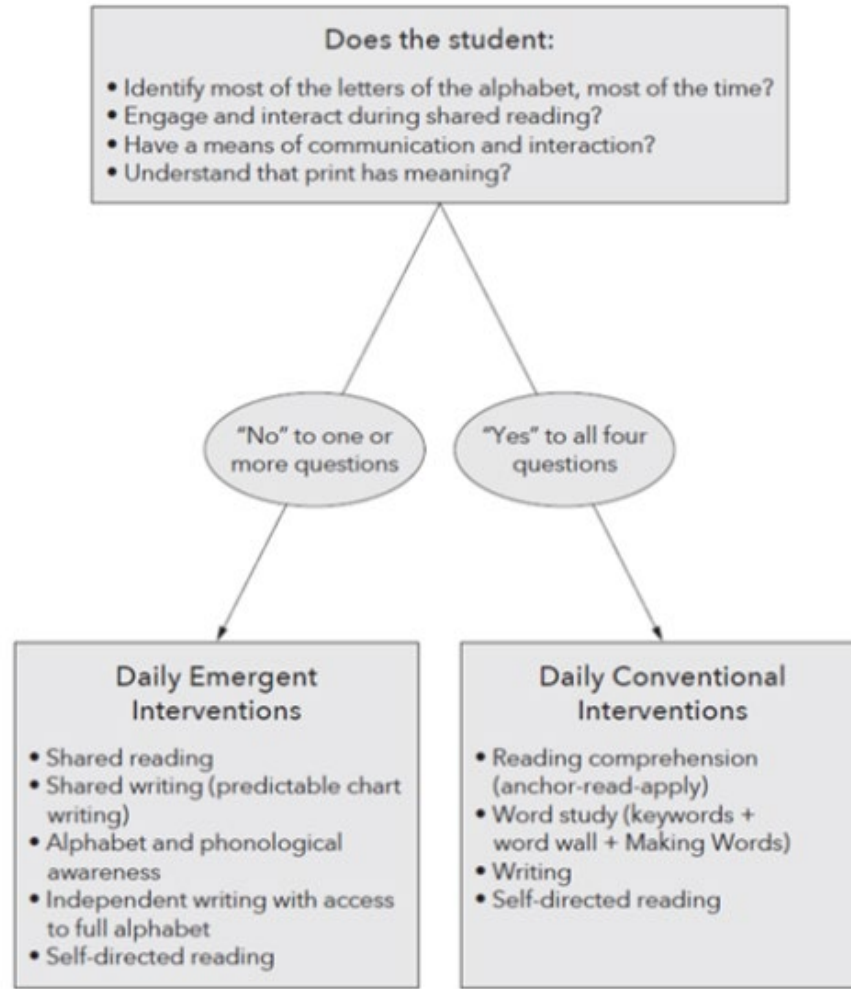 Does the student:
• Identify most of the letters of the alphabet, most of the time?
• Engage and interact during shared reading?
• Have a means of communication and interaction?
• Understand that print has meaning?
"No" to one or
more questions
"Yes" to all four
questions
Daily Emergent
Interventions
• Shared reading
• Shared writing (predictable chart
writing)
• Alphabet and phonological
awareness
• Independent writing with access
to full alphabet
• Self-directed reading
Daily Conventional
Interventions
• Reading comprehension
(anchor-read-apply)
• Word study (keywords +
word wall + Making Words)
• Writing
• Self-directed reading